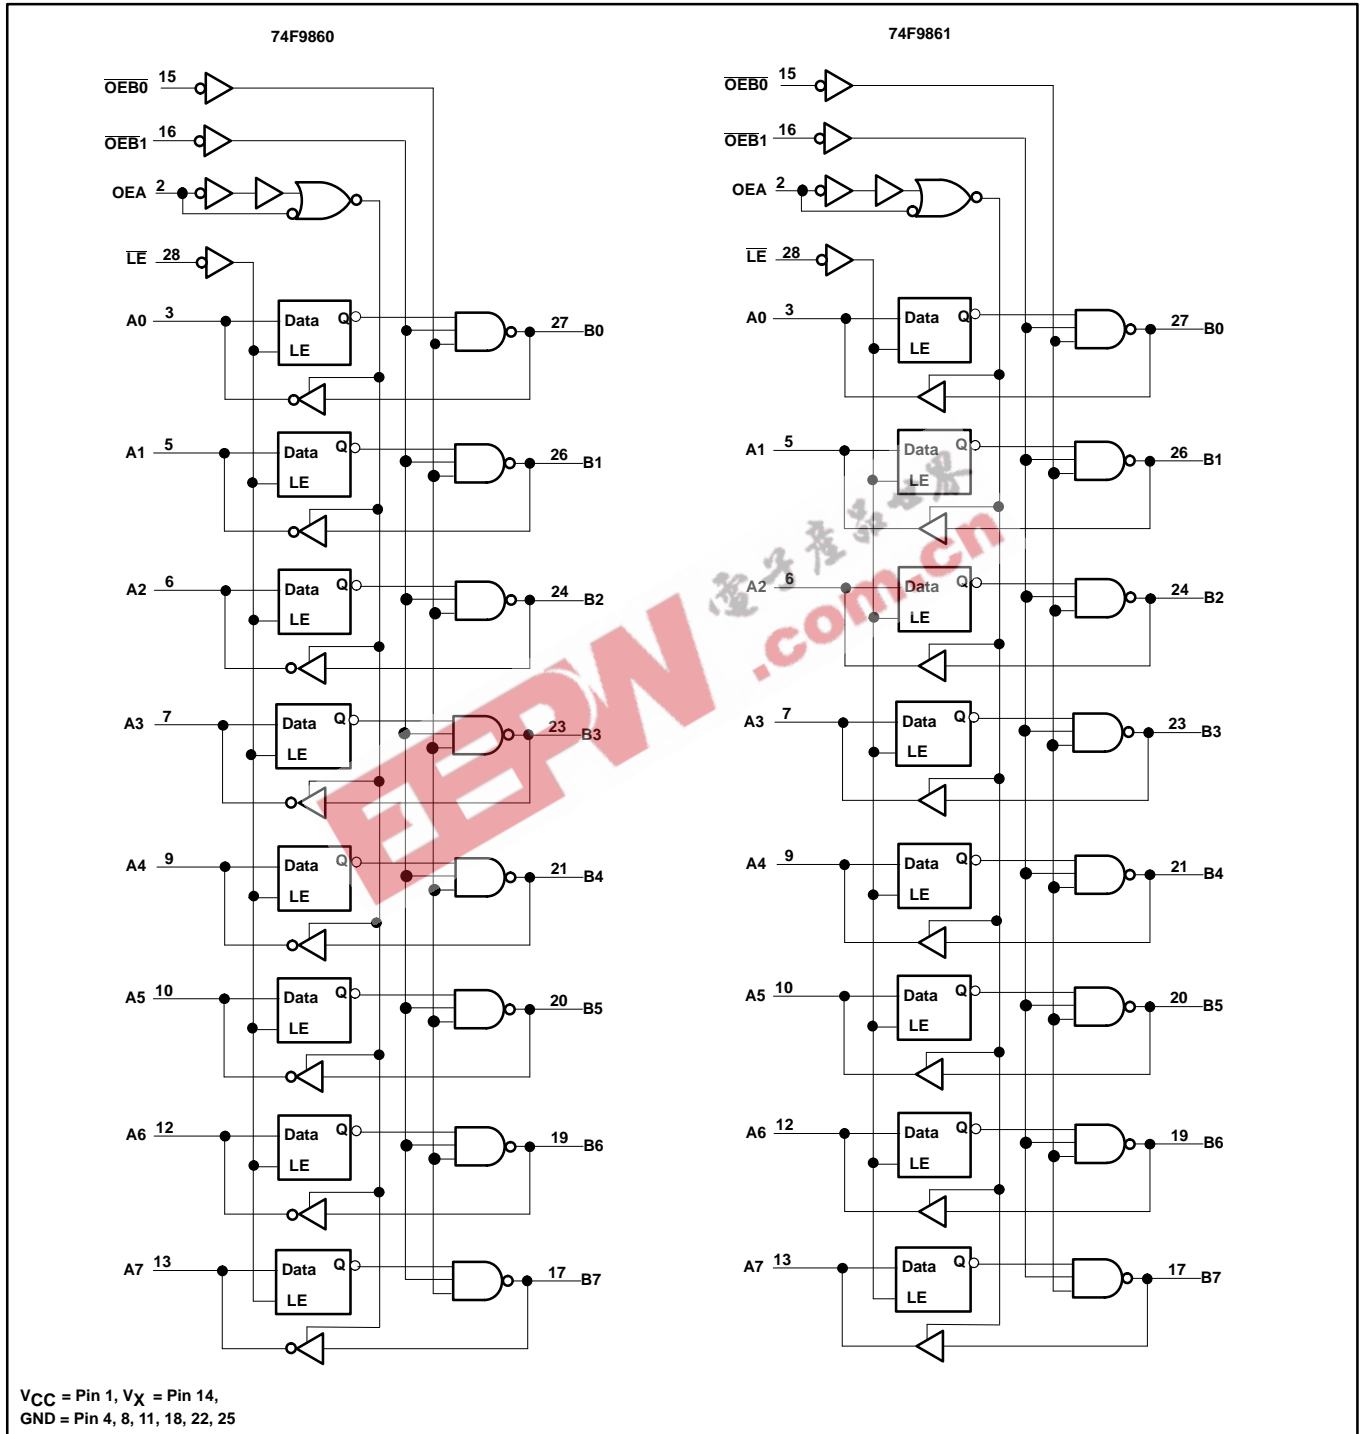 74F9860
OEB0 15
OEB1 16
OEA 2
LE 28
A0 3 Data Q LE 27 B0
A1 5 Data Q LE 26 B1
A2 6 Data Q LE 24 B2
A3 7 Data Q LE 23 B3
A4 9 Data Q LE 21 B4
A5 10 Data Q LE 20 B5
A6 12 Data Q LE 19 B6
A7 13 Data Q LE 17 B7
74F9861
OEB0 15
OEB1 16
OEA 2
LE 28
A0 3 Data Q LE 27 B0
A1 5 Data Q LE 26 B1
A2 6 Data Q LE 24 B2
A3 7 Data Q LE 23 B3
A4 9 Data Q LE 21 B4
A5 10 Data Q LE 20 B5
A6 12 Data Q LE 19 B6
A7 13 Data Q LE 17 B7
EEPW.com.cn
電子產品世界
VCC = Pin 1, VX = Pin 14,
GND = Pin 4, 8, 11, 18, 22, 25